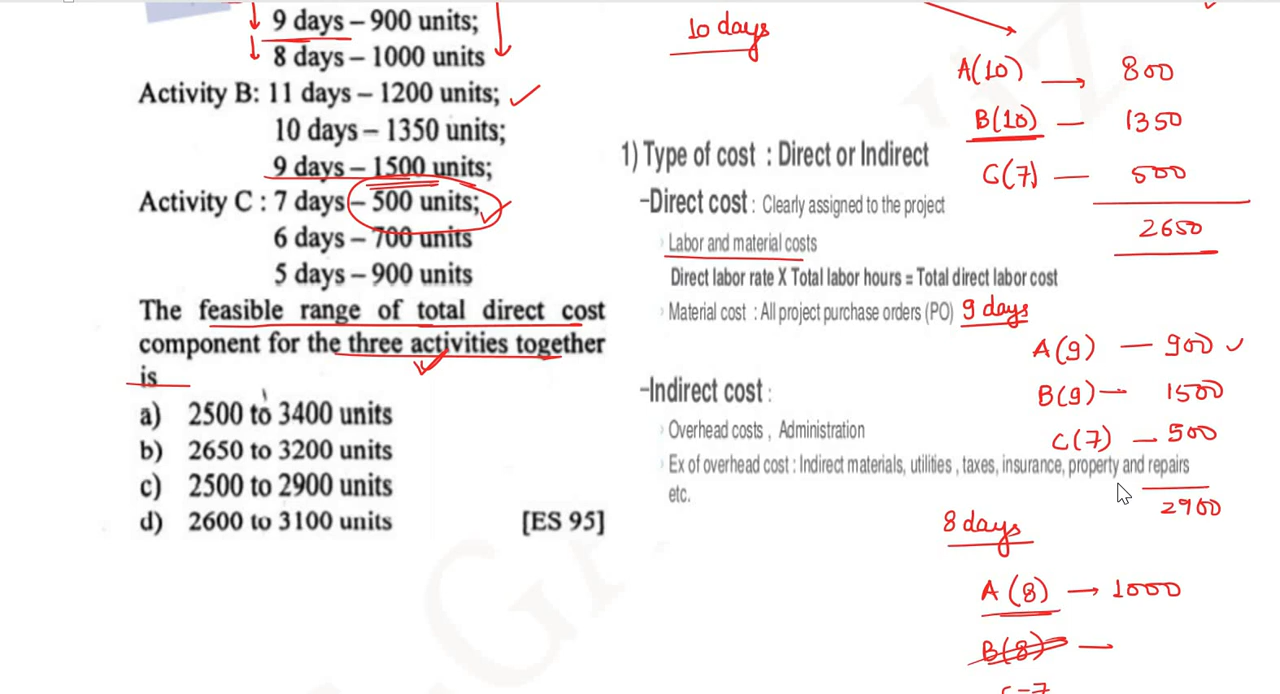 9 days – 900 units;
8 days – 1000 units
Activity B: 11 days – 1200 units;
10 days – 1350 units;
9 days – 1500 units;
Activity C : 7 days – 500 units;
6 days – 700 units
5 days – 900 units
The feasible range of total direct cost
component for the three activities together
is
a) 2500 to 3400 units
b) 2650 to 3200 units
c) 2500 to 2900 units
d) 2600 to 3100 units [ES 95]
10 days
A(10) → 800
B(10) – 1350
C(7) – 500
2650
1) Type of cost : Direct or Indirect
–Direct cost : Clearly assigned to the project
› Labor and material costs
Direct labor rate X Total labor hours = Total direct labor cost
› Material cost : All project purchase orders (PO)
9 days
A(9) – 900
B(9) – 1500
C(7) – 500
2900
–Indirect cost :
› Overhead costs , Administration
› Ex of overhead cost : Indirect materials, utilities , taxes, insurance, property and repairs
etc.
8 days
A(8) → 1000
B(8) →